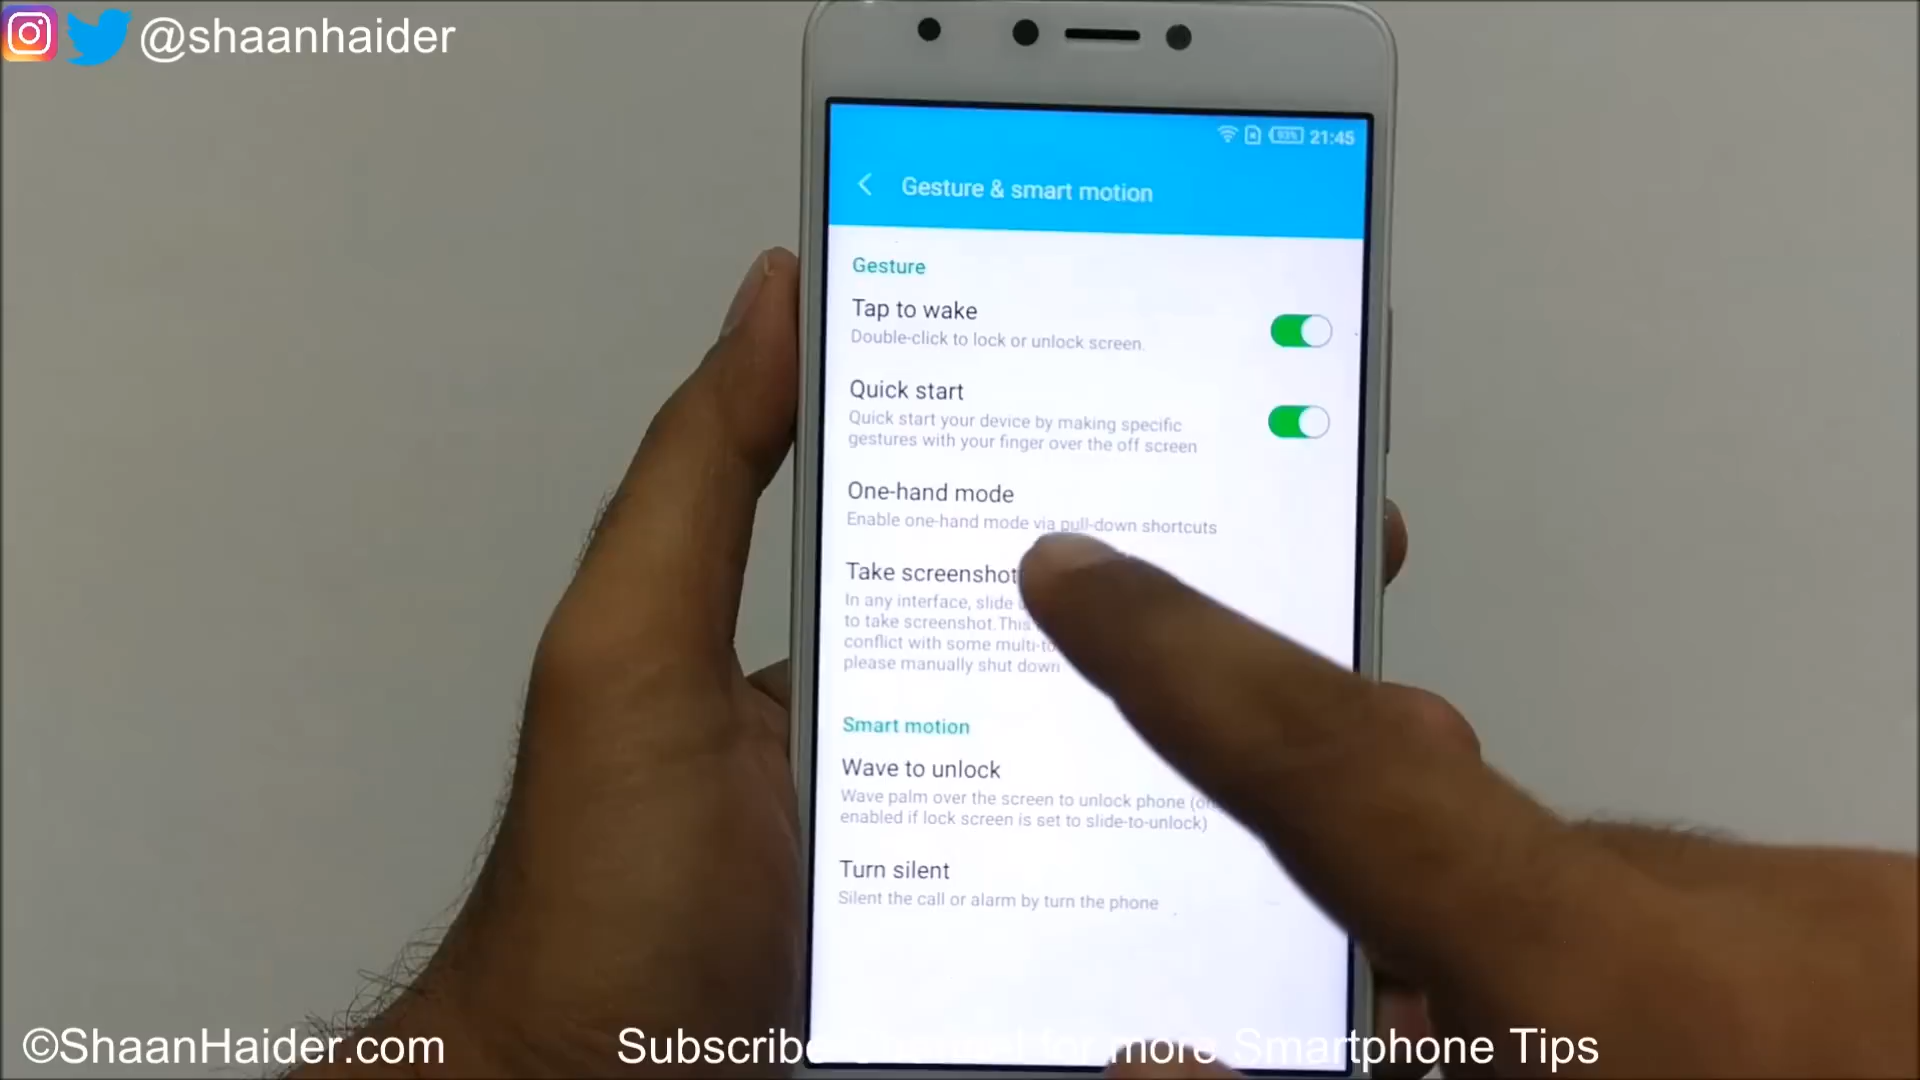 @shaanhaider
93% 21:45
Gesture & smart motion
Gesture
Tap to wake
Double-click to lock or unlock screen.
Quick start
Quick start your device by making specific
gestures with your finger over the off screen
One-hand mode
Enable one-hand mode via pull-down shortcuts
Take screenshot
In any interface, slide
to take screenshot.This
conflict with some
please manually shut down
Smart motion
Wave to unlock
Wave palm over the screen to unlock phone
enabled if lock screen is set to slide-to-unlock)
Turn silent
Silent the call or alarm by turn the phone
©ShaanHaider.com
Subscribe Channel for more Smartphone Tips